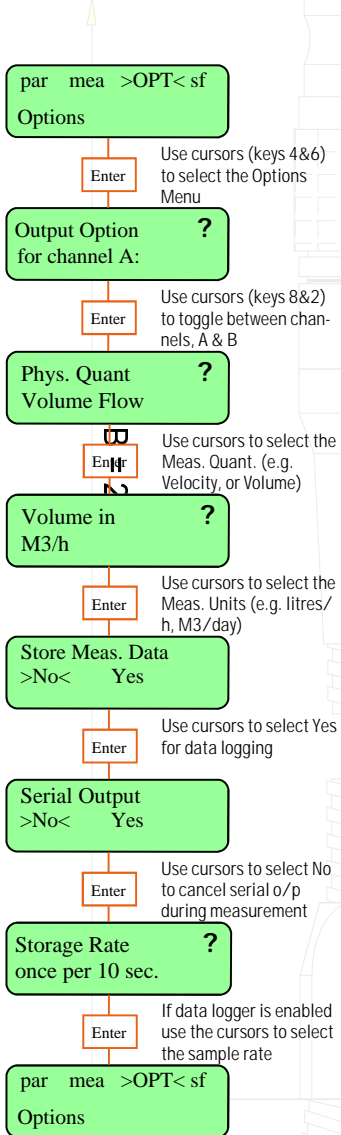 par mea >OPT< sf
Options
Enter
Use cursors (keys 4&6)
to select the Options
Menu
Output Option ?
for channel A:
Enter
Use cursors (keys 8&2)
to toggle between chan-
nels, A & B
Phys. Quant ?
Volume Flow
B = 2
Enter
Use cursors to select the
Meas. Quant. (e.g.
Velocity, or Volume)
Volume in ?
M3/h
Enter
Use cursors to select the
Meas. Units (e.g. litres/
h, M3/day)
Store Meas. Data
>No< Yes
Enter
Use cursors to select Yes
for data logging
Serial Output
>No< Yes
Enter
Use cursors to select No
to cancel serial o/p
during measurement
Storage Rate ?
once per 10 sec.
Enter
If data logger is enabled
use the cursors to select
the sample rate
par mea >OPT< sf
Options